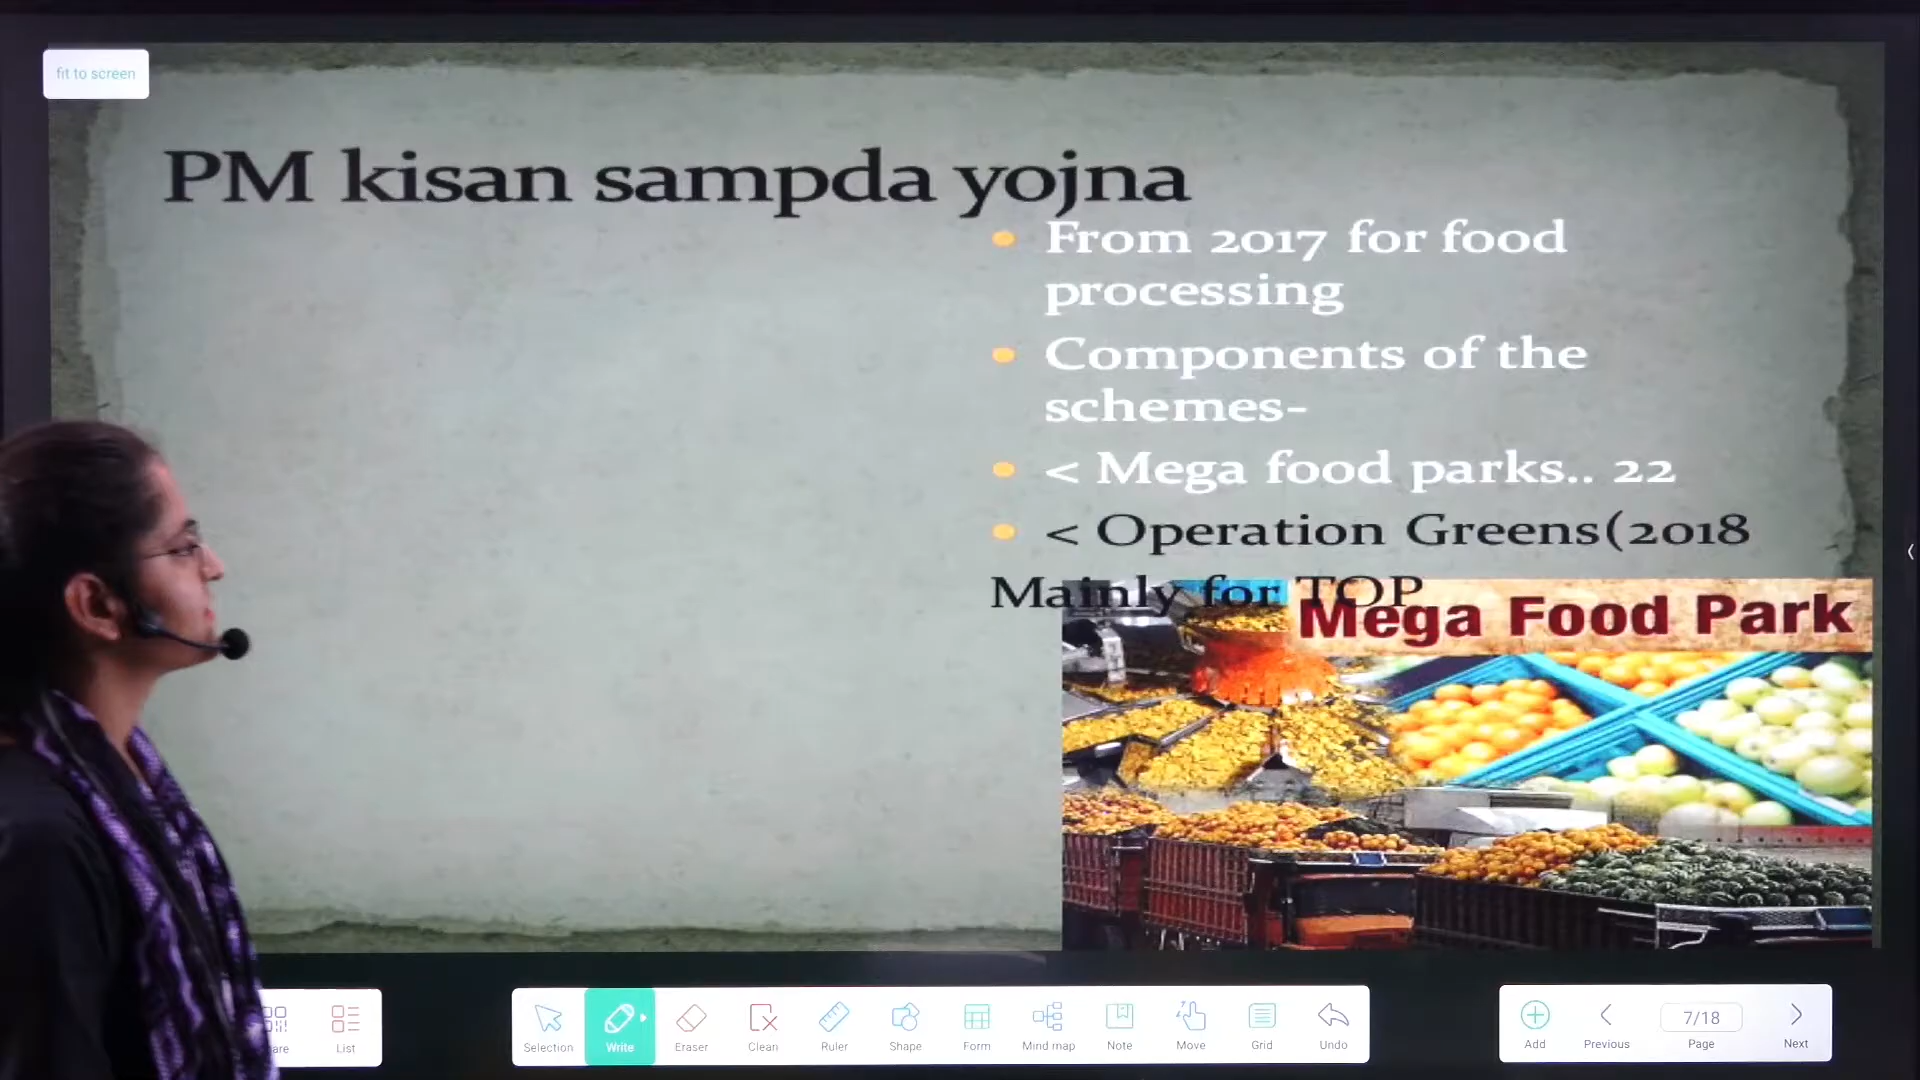 fit to screen
PM kisan sampda yojna
From 2017 for food
processing
Components of the
schemes-
< Mega food parks.. 22
< Operation Greens(2018
Mainly for TOP
Mega Food Park
List
Selection
Write
Eraser
Clean
Ruler
Shape
Form
Mind map
Note
Move
Grid
Undo
Add
Previous
7/18
Page
Next